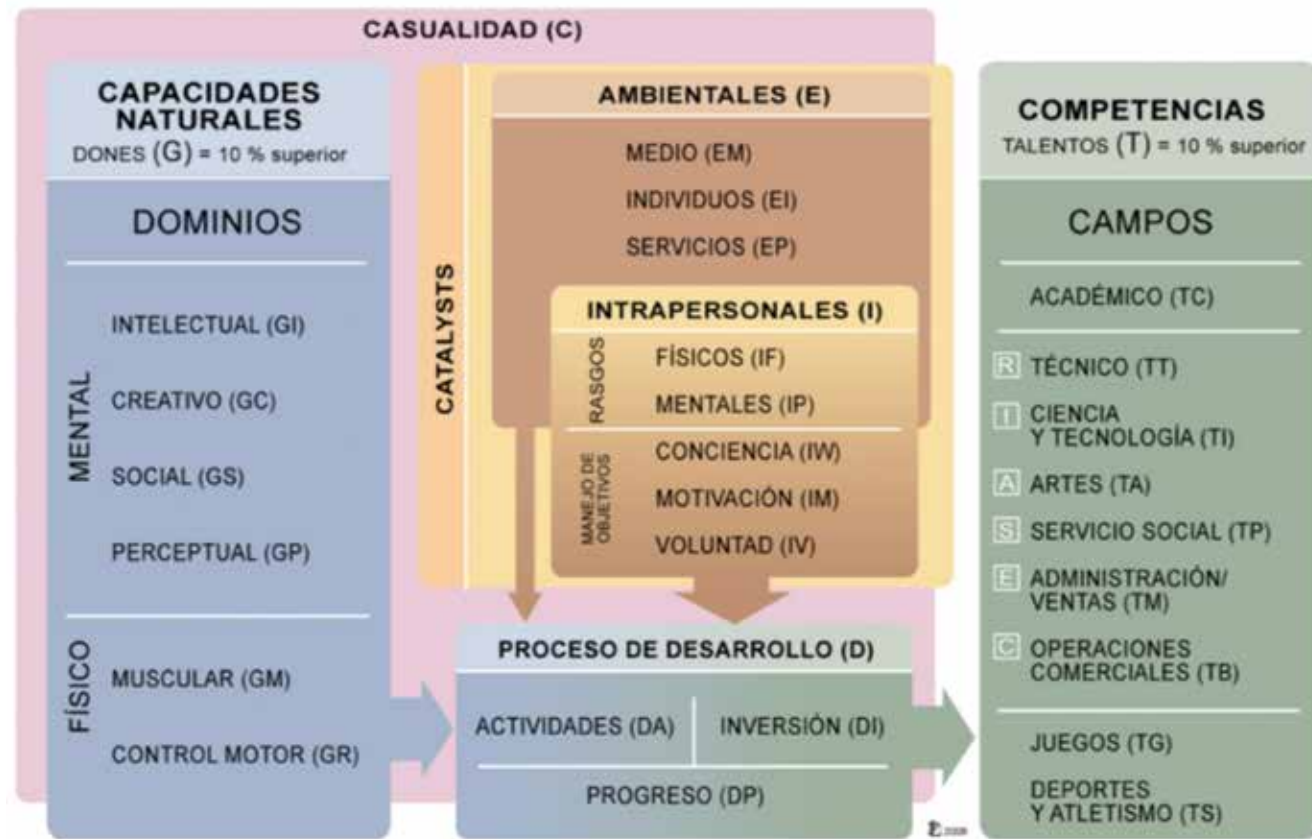 CASUALIDAD (C)
CAPACIDADES
NATURALES
DONES (G) = 10 % superior
DOMINIOS
MENTAL
INTELECTUAL (GI)
CREATIVO (GC)
SOCIAL (GS)
PERCEPTUAL (GP)
FÍSICO
MUSCULAR (GM)
CONTROL MOTOR (GR)
CATALYSTS
AMBIENTALES (E)
MEDIO (EM)
INDIVIDUOS (EI)
SERVICIOS (EP)
INTRAPERSONALES (I)
RASGOS
FÍSICOS (IF)
MENTALES (IP)
MANEJO DE
OBJETIVOS
CONCIENCIA (IW)
MOTIVACIÓN (IM)
VOLUNTAD (IV)
PROCESO DE DESARROLLO (D)
ACTIVIDADES (DA)
INVERSIÓN (DI)
PROGRESO (DP)
COMPETENCIAS
TALENTOS (T) = 10 % superior
CAMPOS
ACADÉMICO (TC)
R TÉCNICO (TT)
I CIENCIA
Y TECNOLOGÍA (TI)
A ARTES (TA)
S SERVICIO SOCIAL (TP)
E ADMINISTRACIÓN/
VENTAS (TM)
C OPERACIONES
COMERCIALES (TB)
JUEGOS (TG)
DEPORTES
Y ATLETISMO (TS)